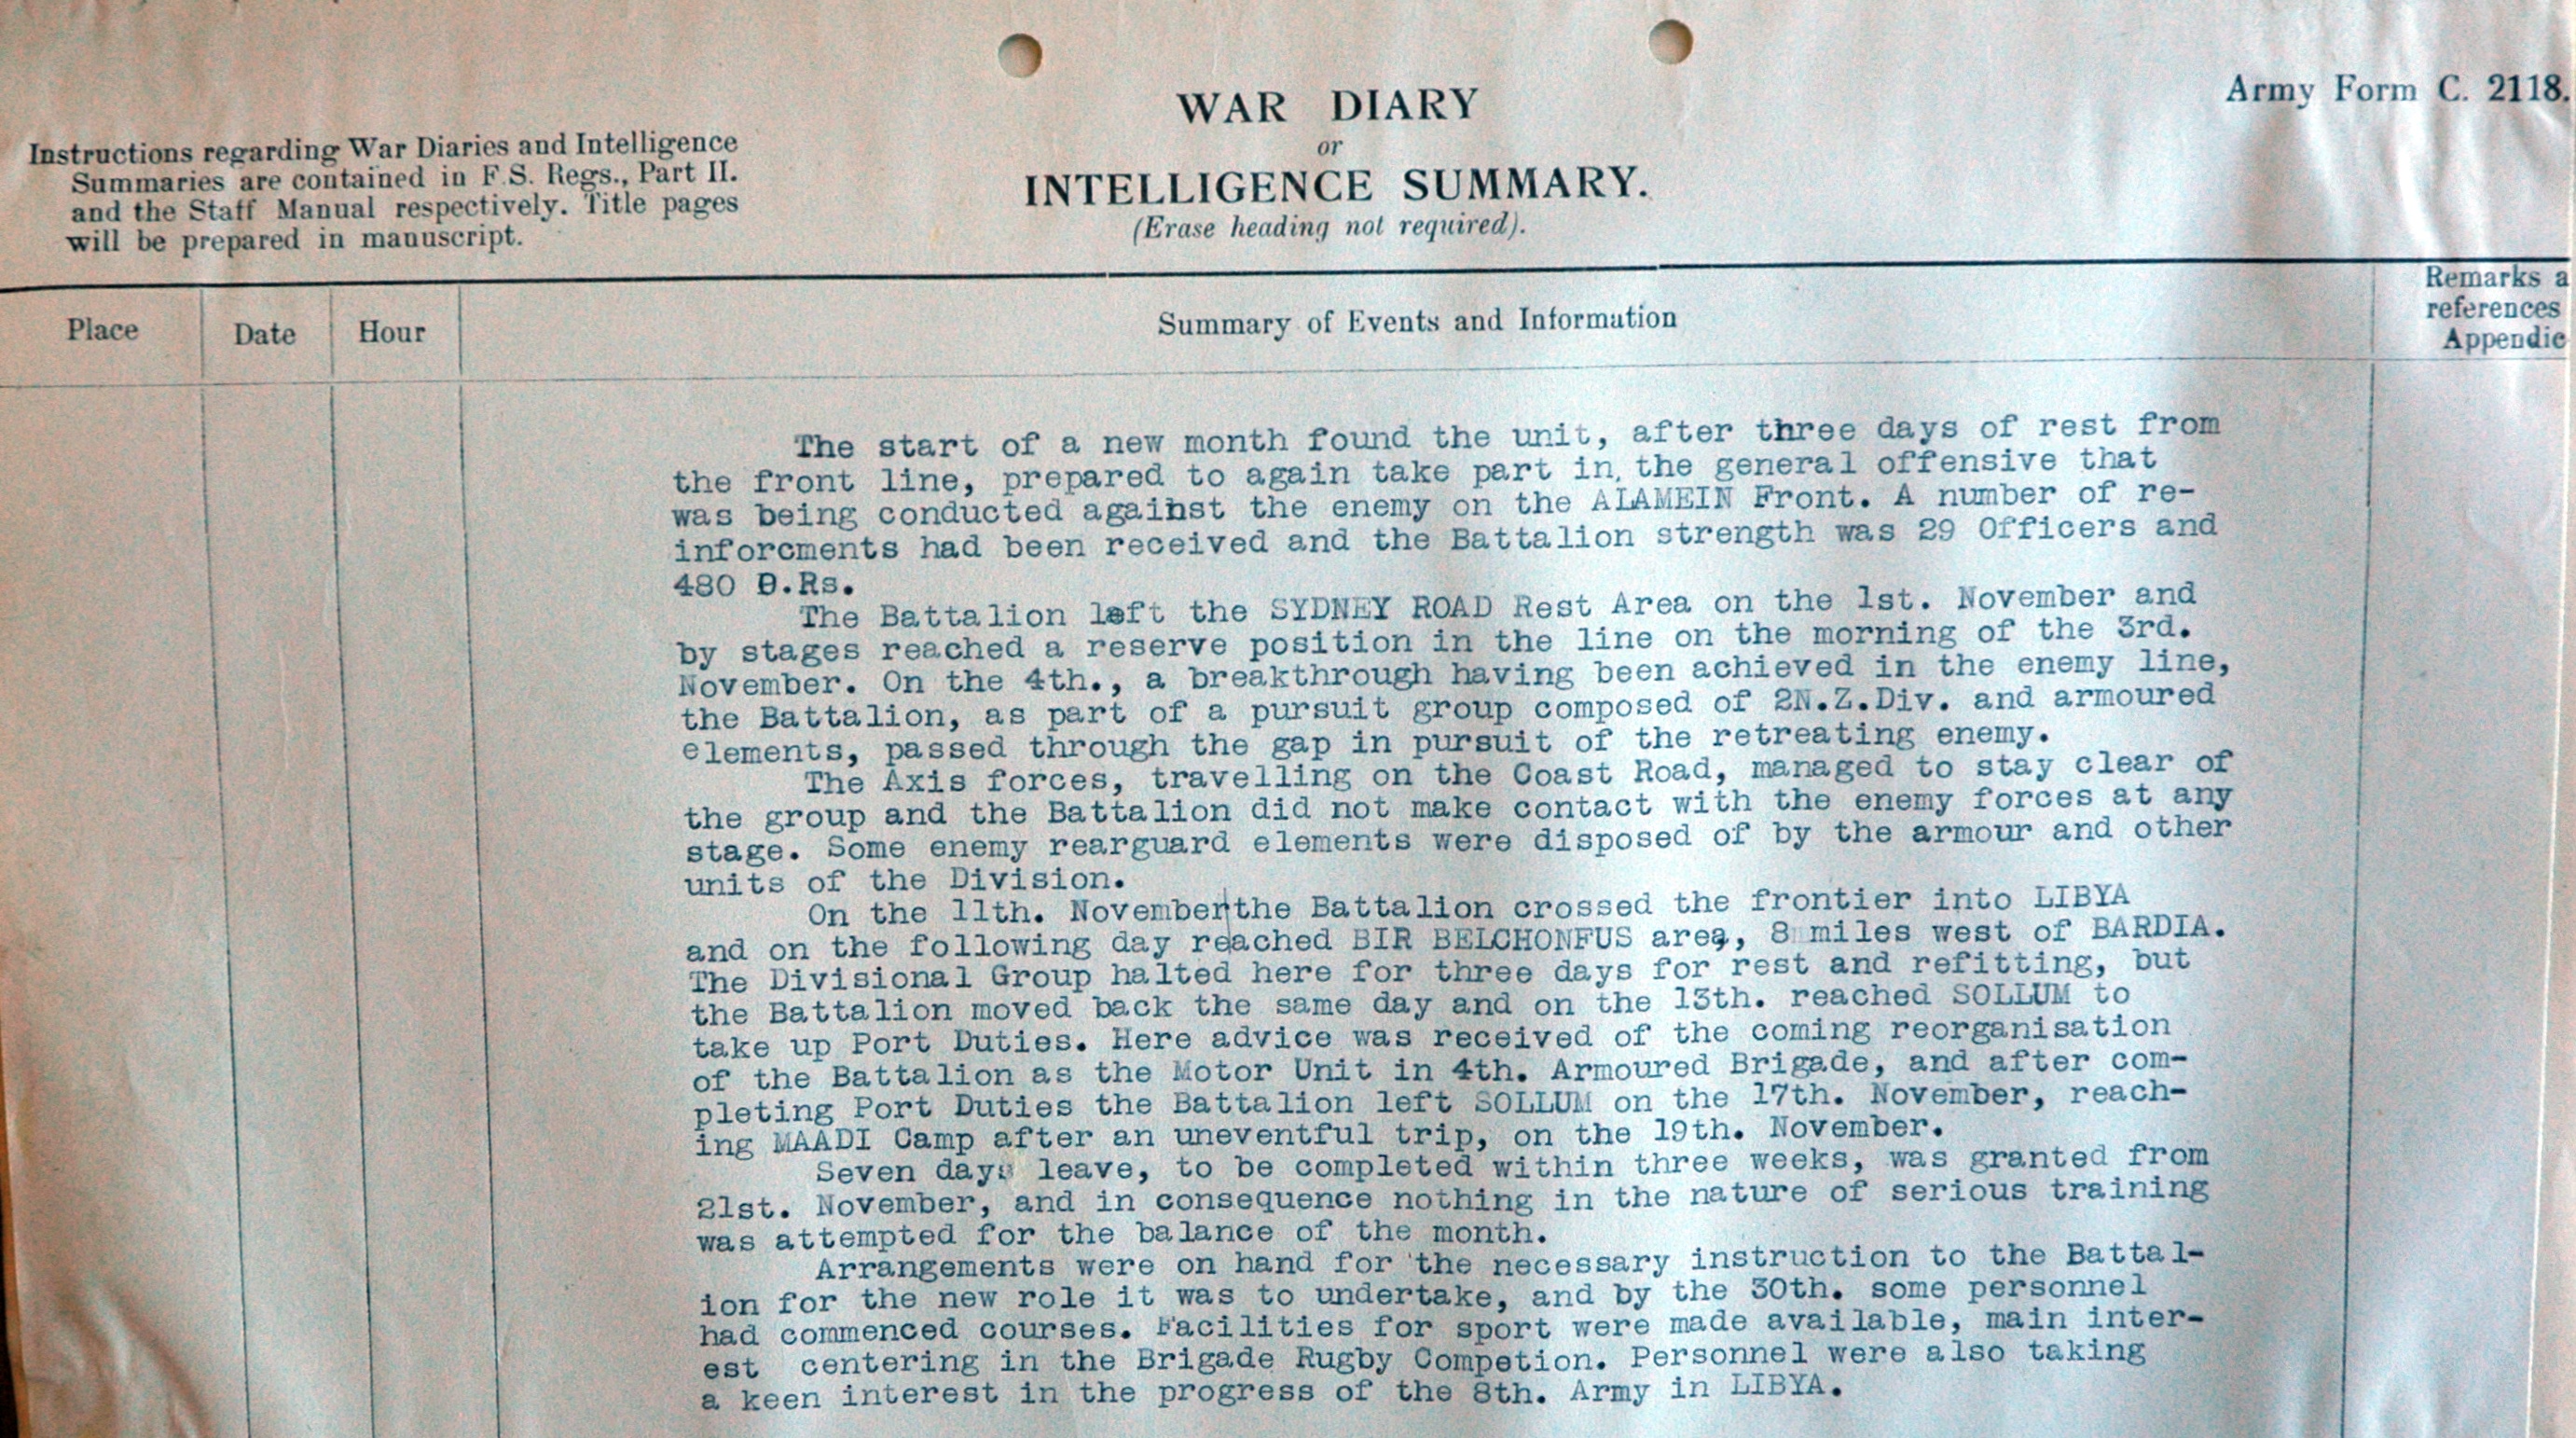 Army Form C. 2118.
WAR DIARY
or
INTELLIGENCE SUMMARY.
(Erase heading not required).
Instructions regarding War Diaries and Intelligence
Summaries are contained in F.S. Regs., Part II.
and the Staff Manual respectively. Title pages
will be prepared in manuscript.
Place
Date
Hour
Summary of Events and Information
Remarks a
references
Appendie
The start of a new month found the unit, after three days of rest from
the front line, prepared to again take part in the general offensive that
was being conducted against the enemy on the ALAMEIN Front. A number of re-
inforcments had been received and the Battalion strength was 29 Officers and
480 O.Rs.
The Battalion left the SYDNEY ROAD Rest Area on the 1st. November and
by stages reached a reserve position in the line on the morning of the 3rd.
November. On the 4th., a breakthrough having been achieved in the enemy line,
the Battalion, as part of a pursuit group composed of 2N.Z.Div. and armoured
elements, passed through the gap in pursuit of the retreating enemy.
The Axis forces, travelling on the Coast Road, managed to stay clear of
the group and the Battalion did not make contact with the enemy forces at any
stage. Some enemy rearguard elements were disposed of by the armour and other
units of the Division.
On the 11th. November the Battalion crossed the frontier into LIBYA
and on the following day reached BIR BELCHONFUS area, 8 miles west of BARDIA.
The Divisional Group halted here for three days for rest and refitting, but
the Battalion moved back the same day and on the 13th. reached SOLLUM to
take up Port Duties. Here advice was received of the coming reorganisation
of the Battalion as the Motor Unit in 4th. Armoured Brigade, and after com-
pleting Port Duties the Battalion left SOLLUM on the 17th. November, reach-
ing MAADI Camp after an uneventful trip, on the 19th. November.
Seven days leave, to be completed within three weeks, was granted from
21st. November, and in consequence nothing in the nature of serious training
was attempted for the balance of the month.
Arrangements were on hand for the necessary instruction to the Battal-
ion for the new role it was to undertake, and by the 30th. some personnel
had commenced courses. Facilities for sport were made available, main inter-
est centering in the Brigade Rugby Competion. Personnel were also taking
a keen interest in the progress of the 8th. Army in LIBYA.